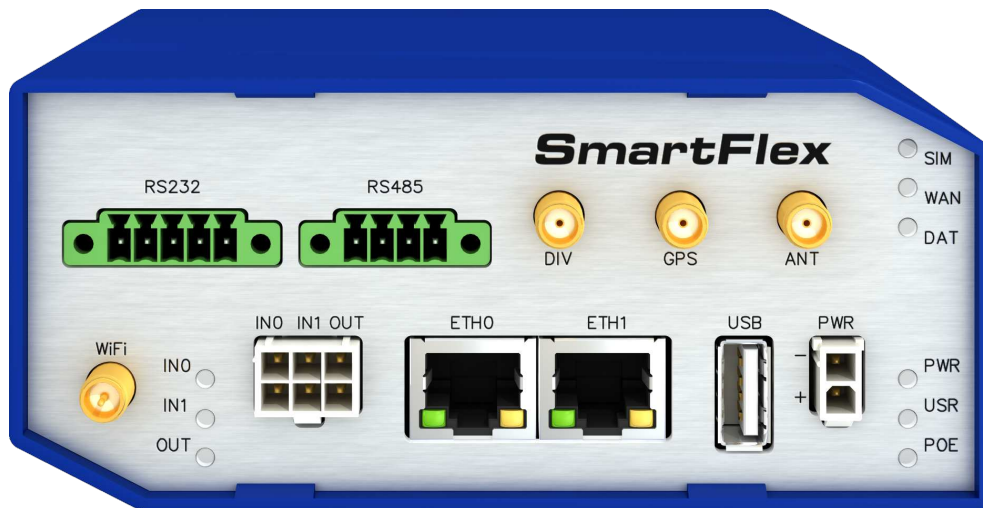 SmartFlex
SIM
WAN
DAT
RS232
RS485
DIV
GPS
ANT
IN0 IN1 OUT
ETH0
ETH1
USB
PWR
WiFi
IN0
IN1
OUT
−
+
PWR
USR
POE